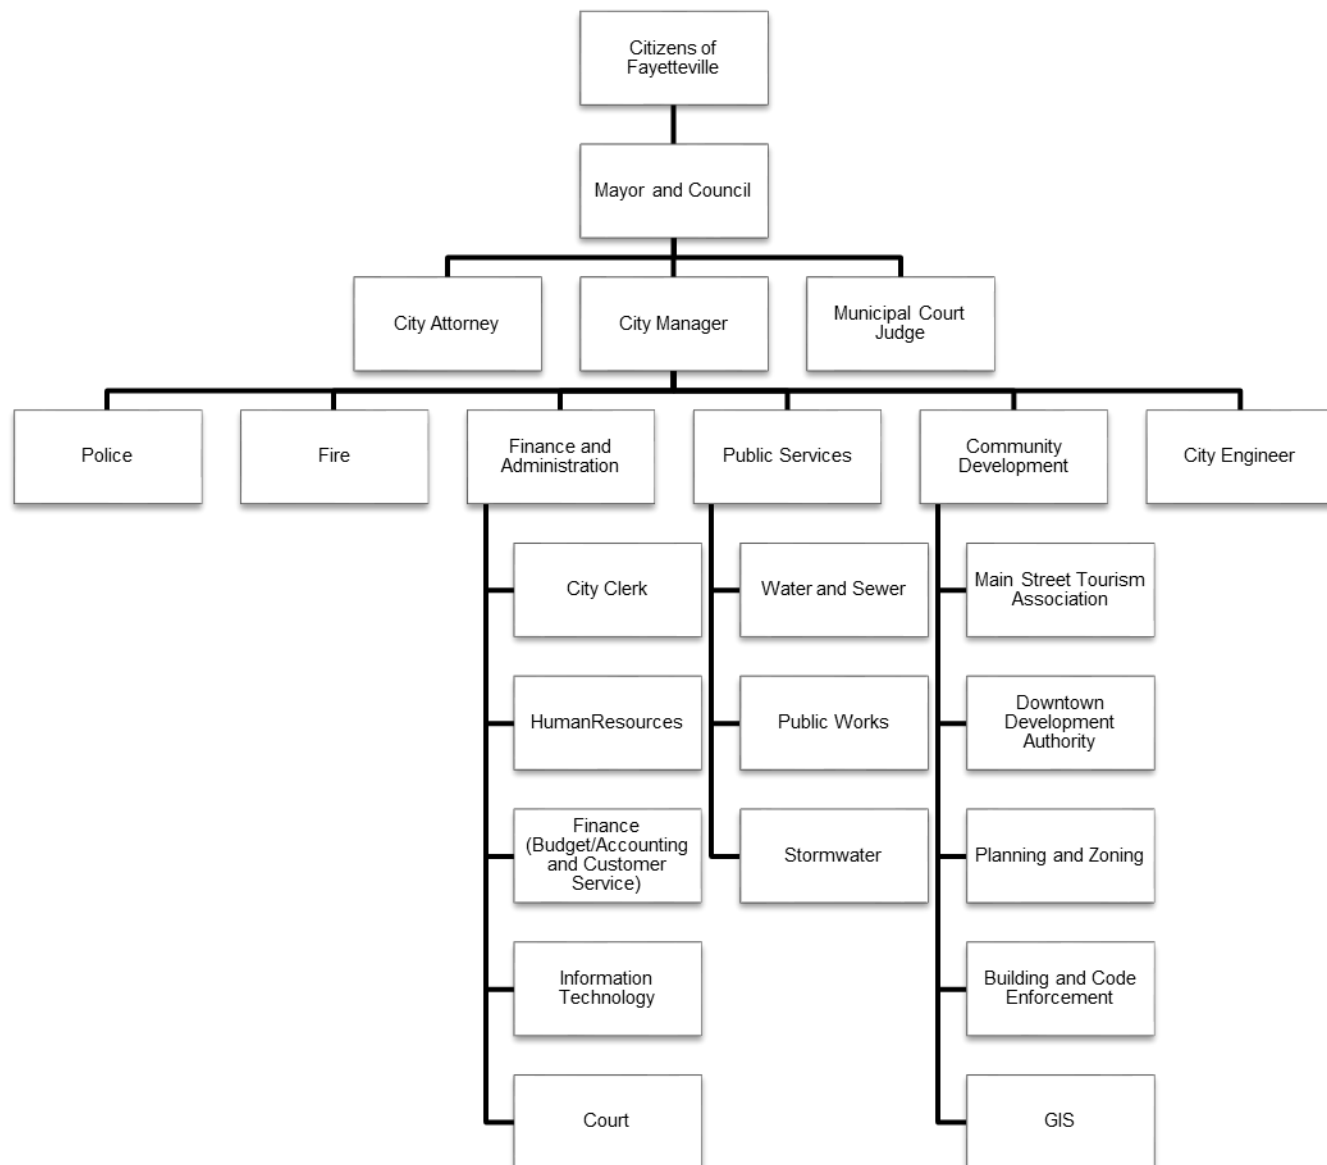 Citizens of
Fayetteville
Mayor and Council
City Attorney
City Manager
Municipal Court
Judge
Police
Fire
Finance and
Administration
Public Services
Community
Development
City Engineer
City Clerk
Water and Sewer
Main Street Tourism
Association
HumanResources
Public Works
Downtown
Development
Authority
Finance
(Budget/Accounting
and Customer
Service)
Stormwater
Planning and Zoning
Information
Technology
Building and Code
Enforcement
Court
GIS